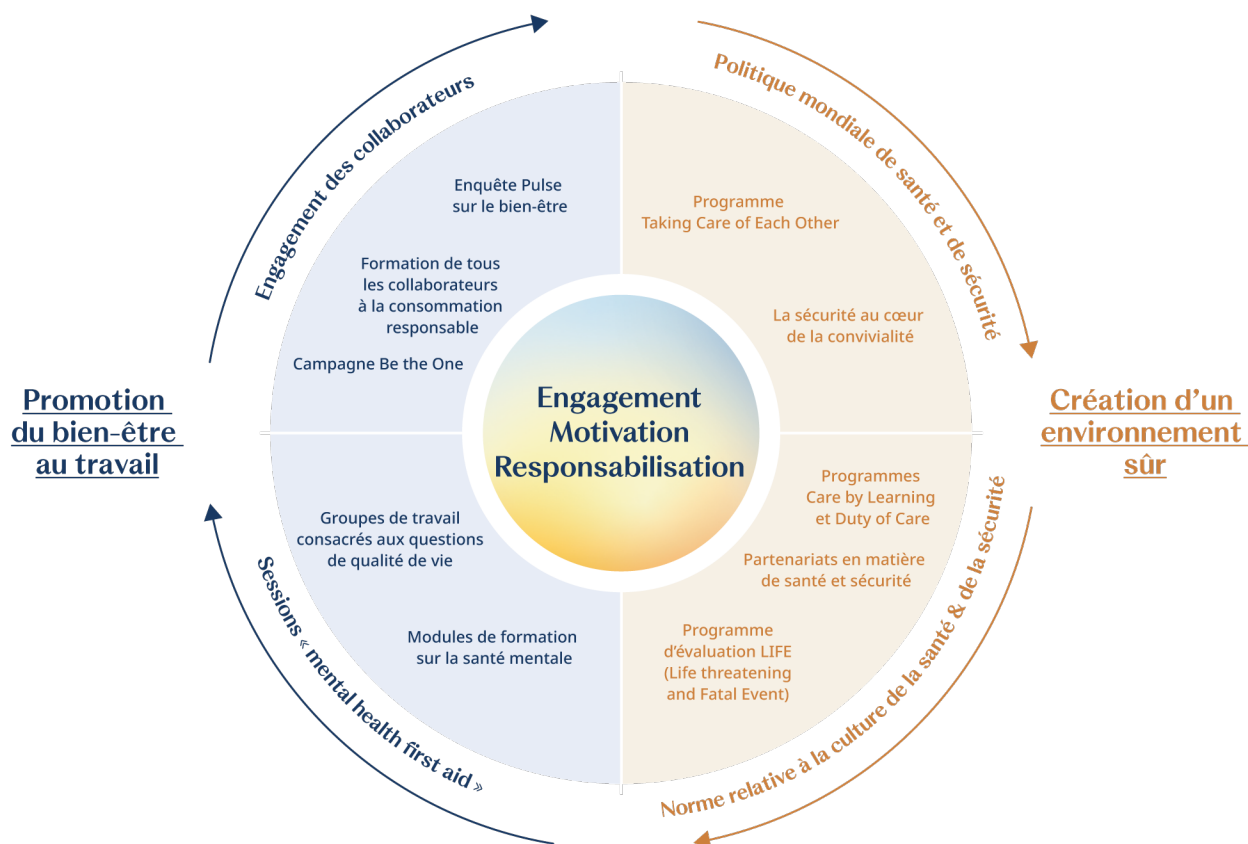 Engagement des collaborateurs
Politique mondiale de santé et de sécurité
Enquête Pulse
sur le bien-être
Formation de tous
les collaborateurs
à la consommation
responsable
Campagne Be the One
Programme
Taking Care of Each Other
La sécurité au cœur
de la convivialité
Promotion
du bien-être
au travail
Engagement
Motivation
Responsabilisation
Création d’un
environnement
sûr
Groupes de travail
consacrés aux questions
de qualité de vie
Modules de formation
sur la santé mentale
Programmes
Care by Learning
et Duty of Care
Partenariats en matière
de santé et sécurité
Programme
d’évaluation LIFE
(Life threatening
and Fatal Event)
Sessions « mental health first aid »
Norme relative à la culture de la santé & de la sécurité